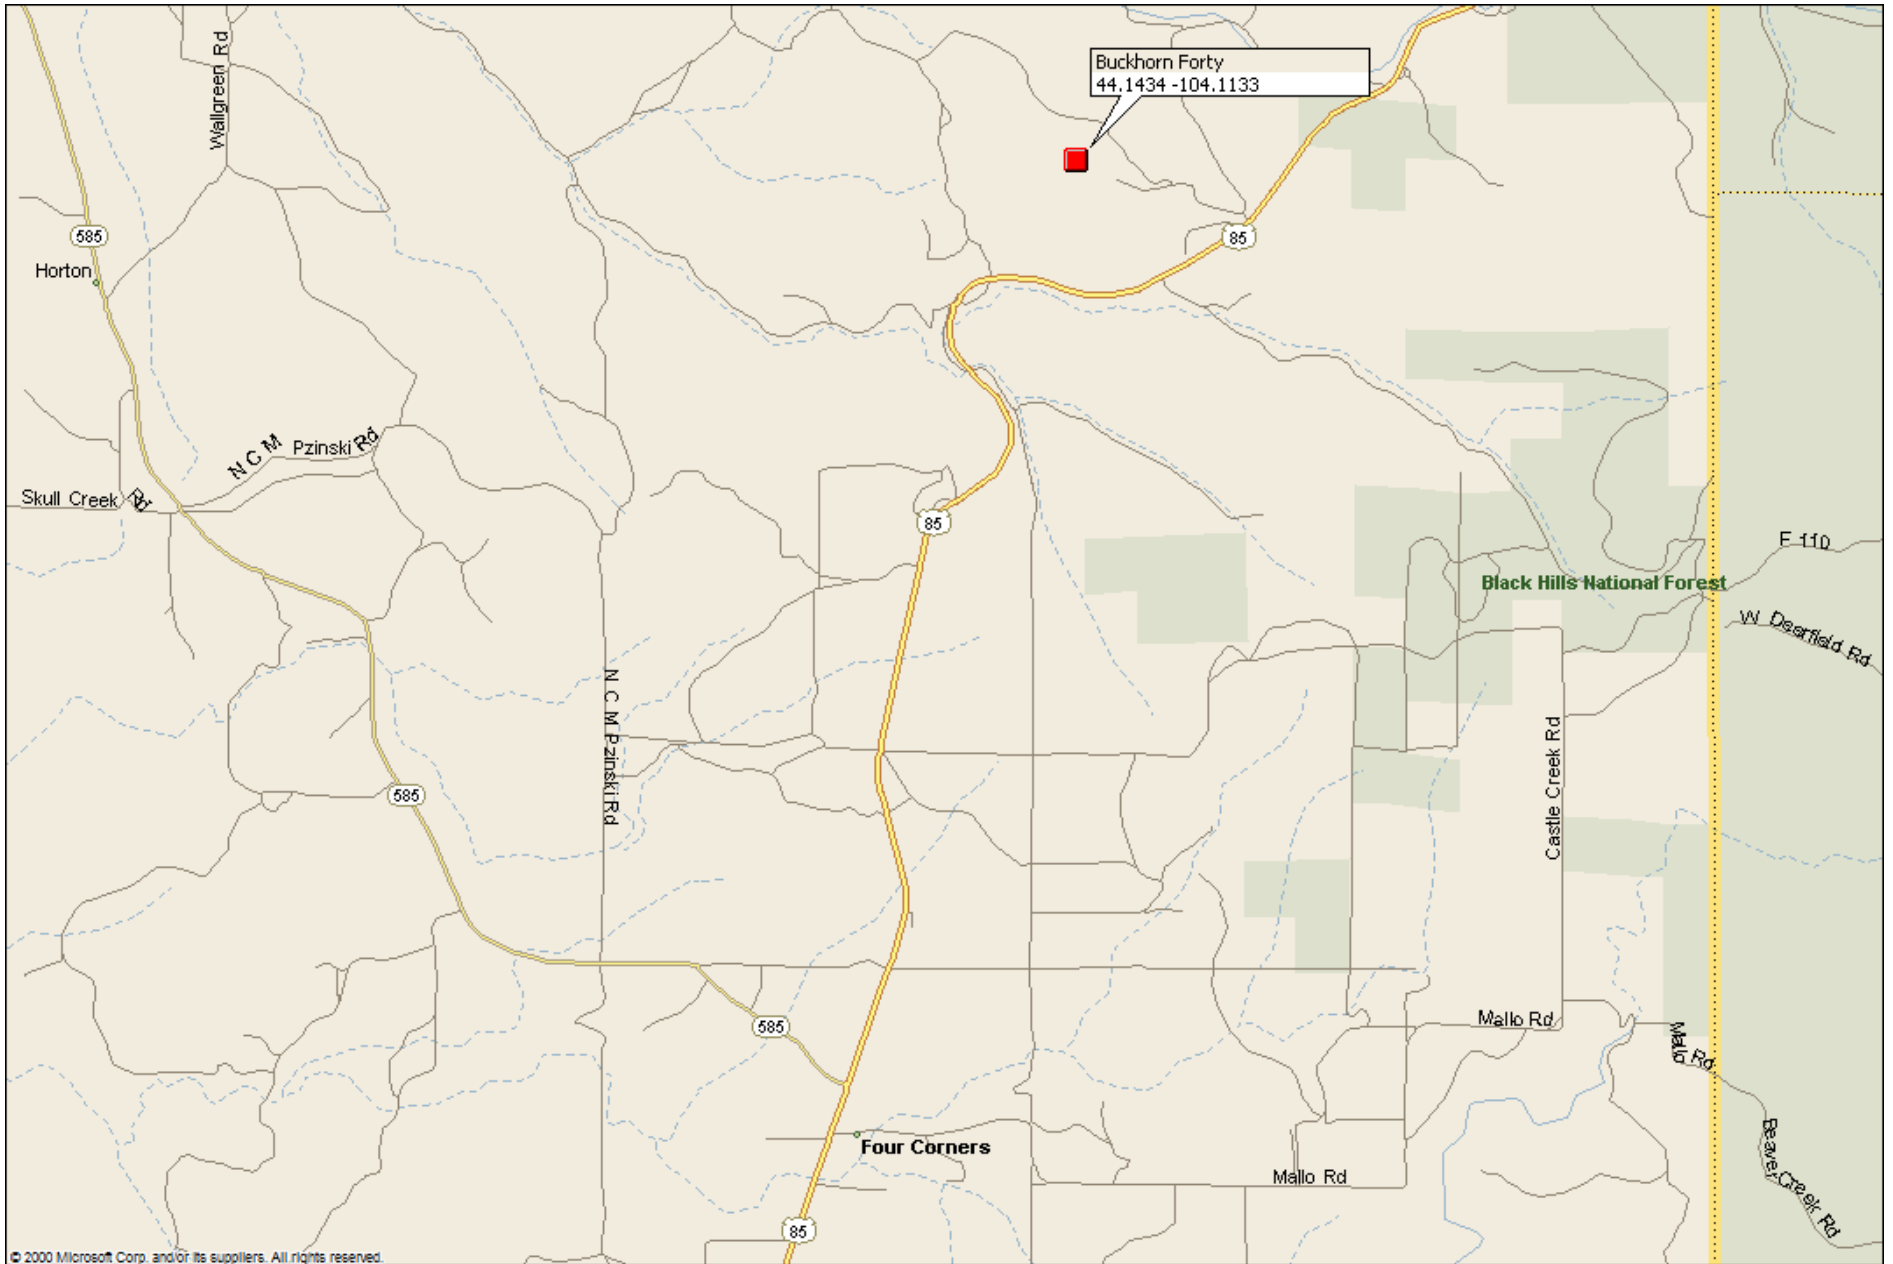 Wallgreen Rd
Buckhorn Forty
44.1434 -104.1133
585
85
Horton
N C M Pzinski Rd
Skull Creek Rd
85
F 110
Black Hills National Forest
W Deerfield Rd
N C M Pzinski Rd
585
Castle Creek Rd
585
Mallo Rd
Mallo Rd
Four Corners
Mallo Rd
Beaver Creek Rd
85
© 2000 Microsoft Corp. and/or its suppliers. All rights reserved.